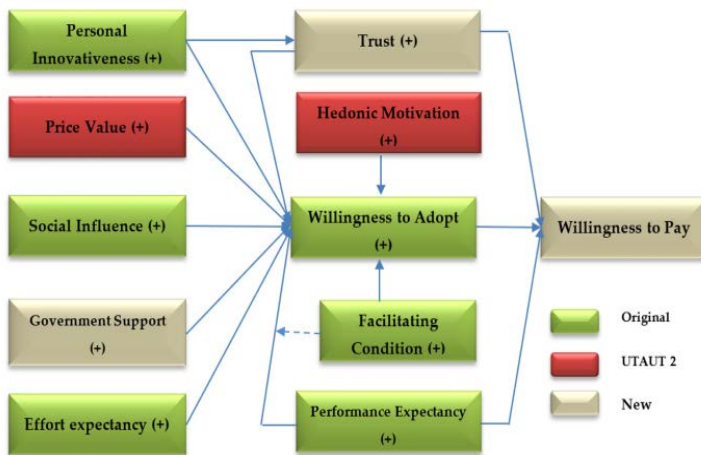 Personal
Innovativeness (+)
Trust (+)
Price Value (+)
Hedonic Motivation
(+)
Social Influence (+)
Willingness to Adopt
(+)
Willingness to Pay
Government Support
(+)
Facilitating
Condition (+)
Effort expectancy (+)
Performance Expectancy
(+)
Original
UTAUT 2
New